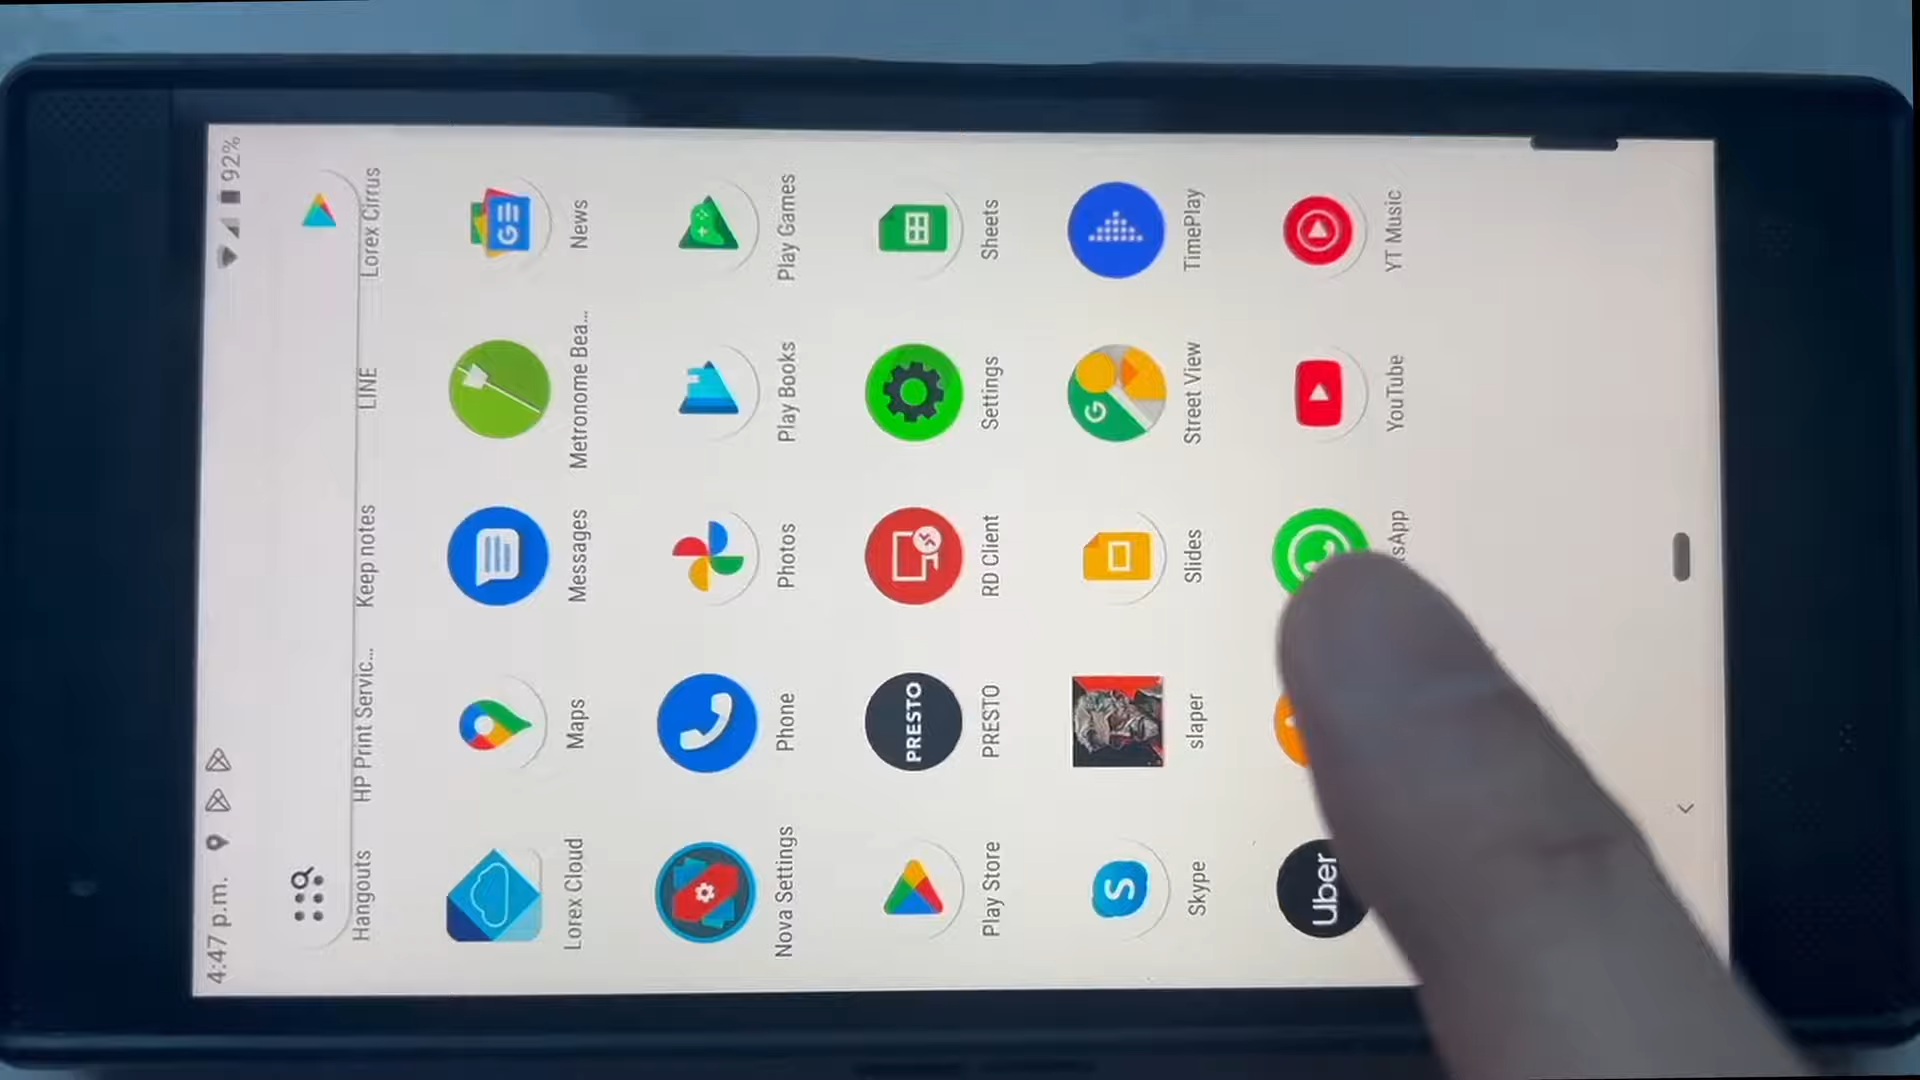 4:47 p.m. 92%
Hangouts HP Print Servic... Keep notes LINE Lorex Cirrus
G
Lorex Cloud Maps Messages Metronome Bea... News
Nova Settings Phone Photos Play Books Play Games
PRESTO
Play Store PRESTO RD Client Settings Sheets
S G
Skype slaper Slides Street View TimePlay
Uber
sApp YouTube YT Music